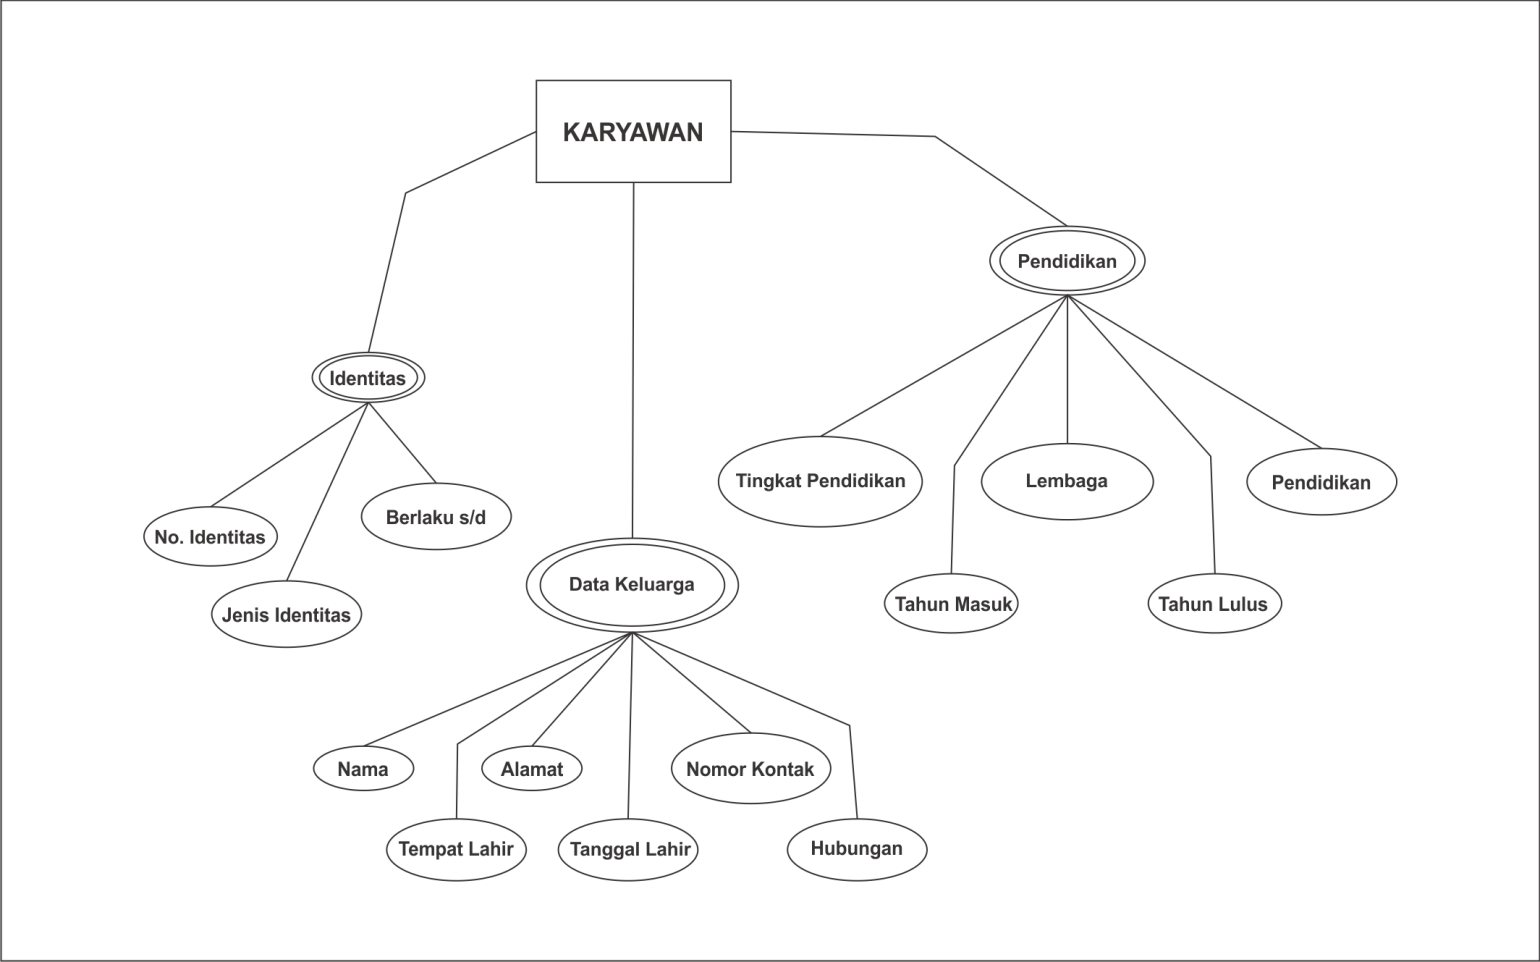 KARYAWAN
Pendidikan
Identitas
Tingkat Pendidikan
Lembaga
Pendidikan
No. Identitas
Berlaku s/d
Jenis Identitas
Data Keluarga
Tahun Masuk
Tahun Lulus
Nama
Alamat
Nomor Kontak
Tempat Lahir
Tanggal Lahir
Hubungan